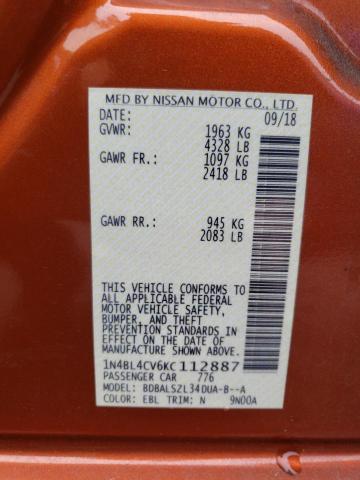 MFD BY NISSAN MOTOR CO., LTD.
DATE: 09/18
GVWR: 1963 KG
4328 LB
GAWR FR: 1097 KG
2418 LB
GAWR RR: 945 KG
2083 LB
THIS VEHICLE CONFORMS TO
ALL APPLICABLE FEDERAL
MOTOR VEHICLE SAFETY,
BUMPER, AND THEFT
PREVENTION STANDARDS IN
EFFECT ON THE DATE OF
MANUFACTURE SHOWN ABOVE.
1N4BL4CV6KC112887
PASSENGER CAR 776
MODEL: BDBALSZL34DUA-B--A
COLOR: EBL TRIM: N 9N00A